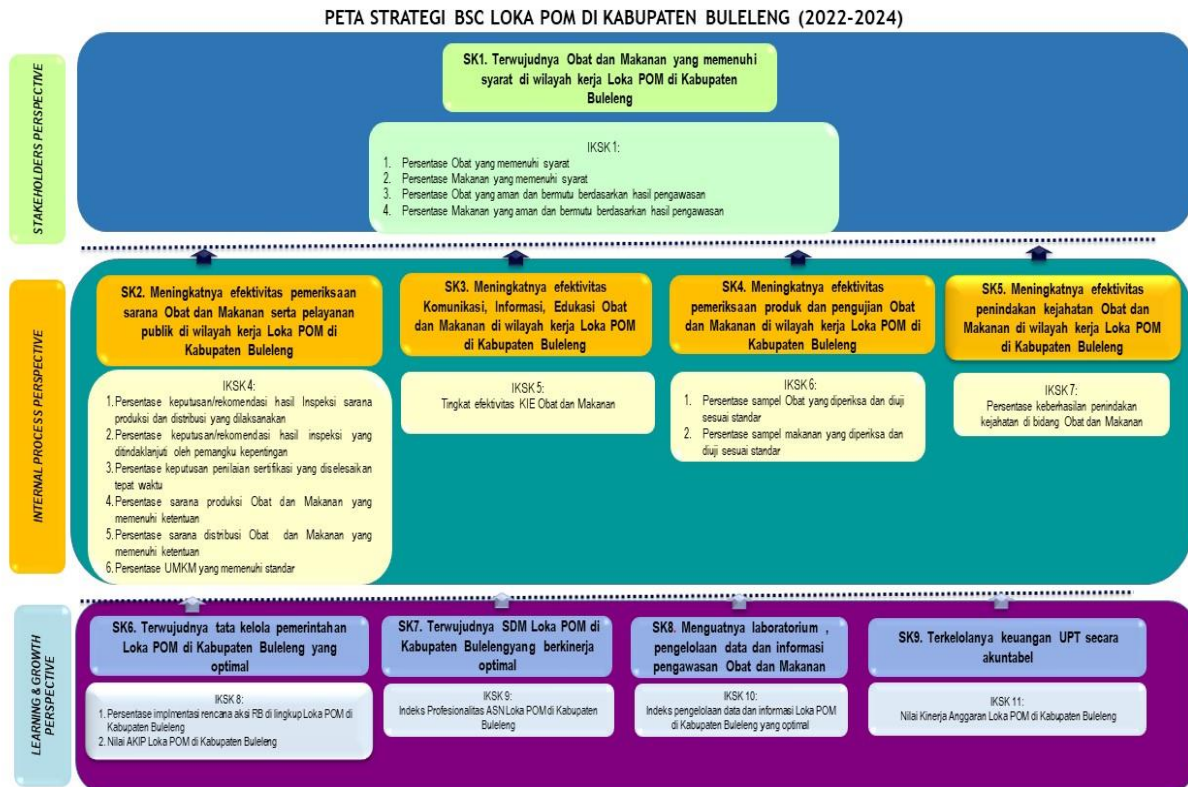 PETA STRATEGI BSC LOKA POM DI KABUPATEN BULELENG (2022-2024)
STAKEHOLDERS PERSPECTIVE
SK1. Terwujudnya Obat dan Makanan yang memenuhi
syarat di wilayah kerja Loka POM di Kabupaten
Buleleng
IKSK 1:
1. Persentase Obat yang memenuhi syarat
2. Persentase Makanan yang memenuhi syarat
3. Persentase Obat yang aman dan bermutu berdasarkan hasil pengawasan
4. Persentase Makanan yang aman dan bermutu berdasarkan hasil pengawasan
INTERNAL PROCESS PERSPECTIVE
SK2. Meningkatnya efektivitas pemeriksaan
sarana Obat dan Makanan serta pelayanan
publik di wilayah kerja Loka POM di
Kabupaten Buleleng
IKSK 4:
1. Persentase keputusan/rekomendasi hasil Inspeksi sarana
produksi dan distribusi yang dilaksanakan
2. Persentase keputusan/rekomendasi hasil inspeksi yang
ditindaklanjuti oleh pemangku kepentingan
3. Persentase keputusan penilaian sertifikasi yang diselesaikan
tepat waktu
4. Persentase sarana produksi Obat dan Makanan yang
memenuhi ketentuan
5. Persentase sarana distribusi Obat dan Makanan yang
memenuhi ketentuan
6. Persentase UMKM yang memenuhi standar
SK3. Meningkatnya efektivitas
Komunikasi, Informasi, Edukasi Obat
dan Makanan di wilayah kerja Loka POM
di Kabupaten Buleleng
IKSK 5:
Tingkat efektivitas KIE Obat dan Makanan
SK4. Meningkatnya efektivitas
pemeriksaan produk dan pengujian Obat
dan Makanan di wilayah kerja Loka POM di
Kabupaten Buleleng
IKSK 6:
1. Persentase sampel Obat yang diperiksa dan diuji
sesuai standar
2. Persentase sampel makanan yang diperiksa dan
diuji sesuai standar
SK5. Meningkatnya efektivitas
penindakan kejahatan Obat dan
Makanan di wilayah kerja Loka POM
di Kabupaten Buleleng
IKSK 7:
Persentase keberhasilan penindakan
kejahatan di bidang Obat dan Makanan
LEARNING & GROWTH
PERSPECTIVE
SK6. Terwujudnya tata kelola pemerintahan
Loka POM di Kabupaten Buleleng yang
optimal
IKSK 8:
1. Persentase implmentasi rencana aksi RB di lingkup Loka POM di
Kabupaten Buleleng
2. Nilai AKIP Loka POM di Kabupaten Buleleng
SK7. Terwujudnya SDM Loka POM di
Kabupaten Bulelengyang berkinerja
optimal
IKSK 9:
Indeks Profesionalitas ASN Loka POM di Kabupaten
Buleleng
SK8. Menguatnya laboratorium ,
pengelolaan data dan informasi
pengawasan Obat dan Makanan
IKSK 10:
Indeks pengelolaan data dan informasi Loka POM
di Kabupaten Buleleng yang optimal
SK9. Terkelolanya keuangan UPT secara
akuntabel
IKSK 11:
Nilai Kinerja Anggaran Loka POM di Kabupaten Buleleng